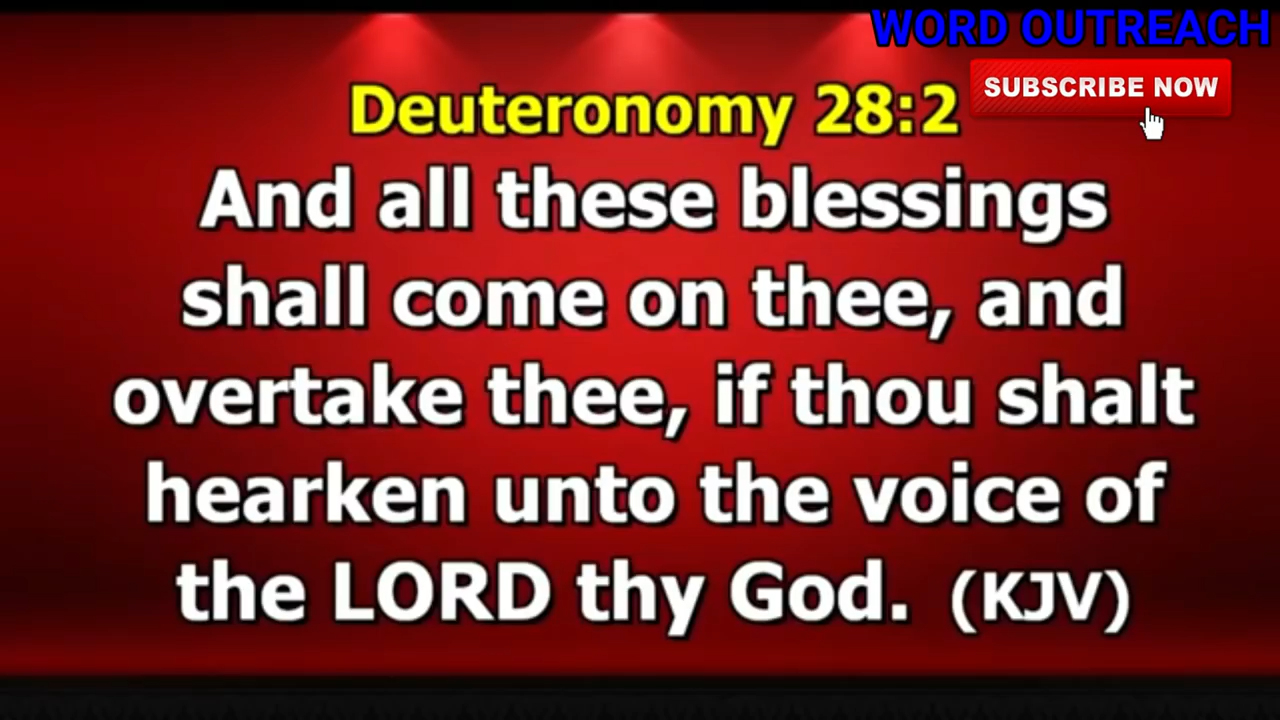 WORD OUTREACH
SUBSCRIBE NOW
Deuteronomy 28:2
And all these blessings
shall come on thee, and
overtake thee, if thou shalt
hearken unto the voice of
the LORD thy God. (KJV)